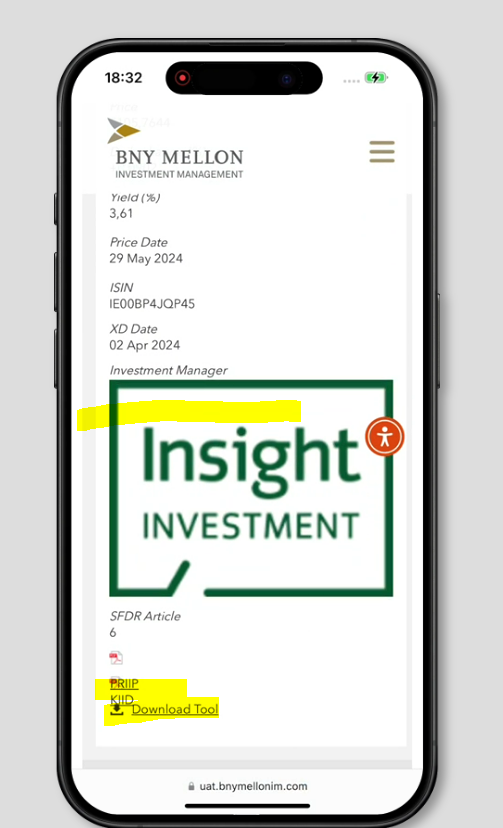 18:32
BNY MELLON
INVESTMENT MANAGEMENT
Yield (%)
3,61
Price Date
29 May 2024
ISIN
IE00BP4JQP45
XD Date
02 Apr 2024
Investment Manager
Insight
INVESTMENT
SFDR Article
6
PRIIP
KIID
Download Tool
uat.bnymellonim.com